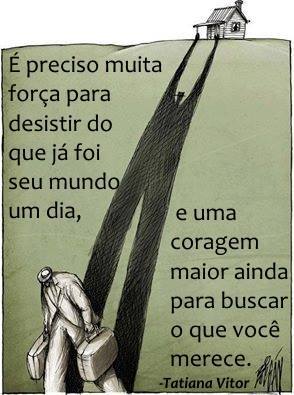 É preciso muita
força para
desistir do
que já foi
seu mundo
um dia,
e uma
coragem
maior ainda
para buscar
o que você
merece.
-Tatiana Vitor